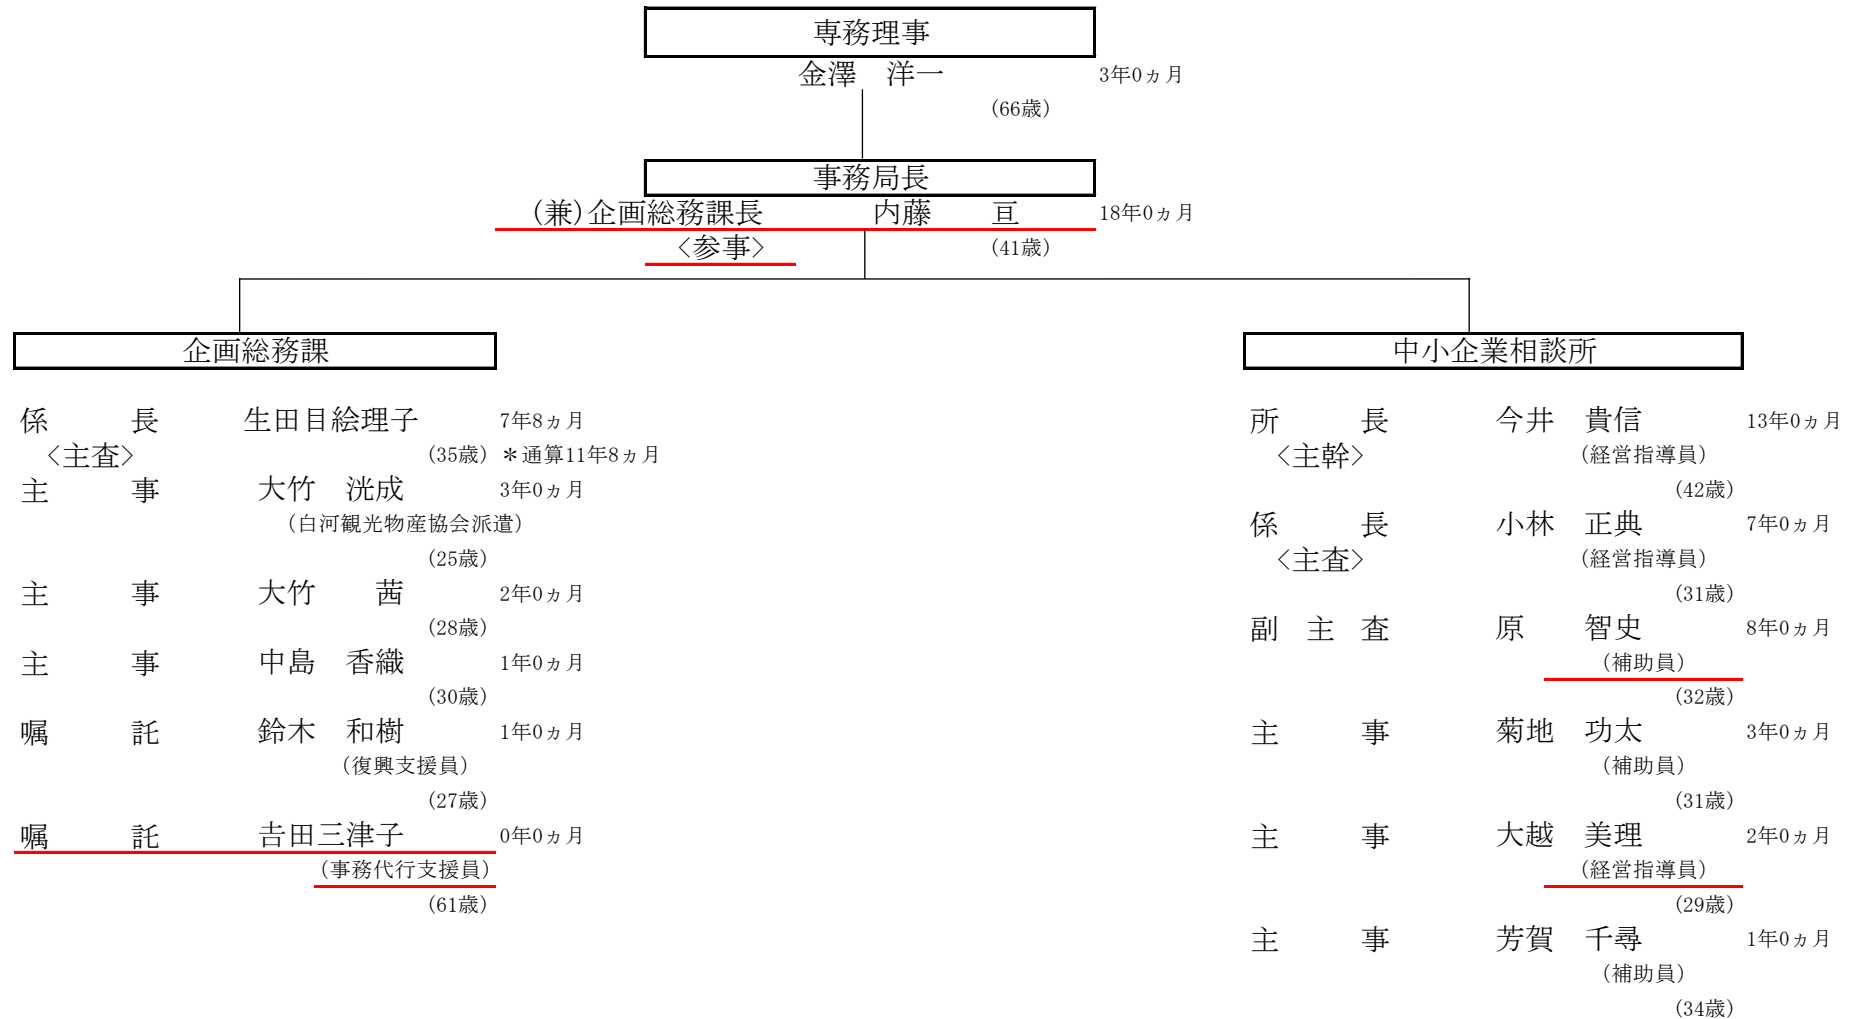 専務理事
金澤　洋一　3年0ヵ月
(66歳)
事務局長
(兼)企画総務課長　内藤　亘　18年0ヵ月
<参事>　(41歳)
企画総務課
係長　生田目絵理子　7年8ヵ月
<主査>　(35歳)　＊通算11年8ヵ月
主事　大竹　洸成　3年0ヵ月
(白河観光物産協会派遣)
(25歳)
主事　大竹　茜　2年0ヵ月
(28歳)
主事　中島　香織　1年0ヵ月
(30歳)
嘱託　鈴木　和樹　1年0ヵ月
(復興支援員)
(27歳)
嘱託　𠮷田三津子　0年0ヵ月
(事務代行支援員)
(61歳)
中小企業相談所
所長　今井　貴信　13年0ヵ月
<主幹>　(経営指導員)
(42歳)
係長　小林　正典　7年0ヵ月
<主査>　(経営指導員)
(31歳)
副主査　原　智史　8年0ヵ月
(補助員)
(32歳)
主事　菊地　功太　3年0ヵ月
(補助員)
(31歳)
主事　大越　美理　2年0ヵ月
(経営指導員)
(29歳)
主事　芳賀　千尋　1年0ヵ月
(補助員)
(34歳)